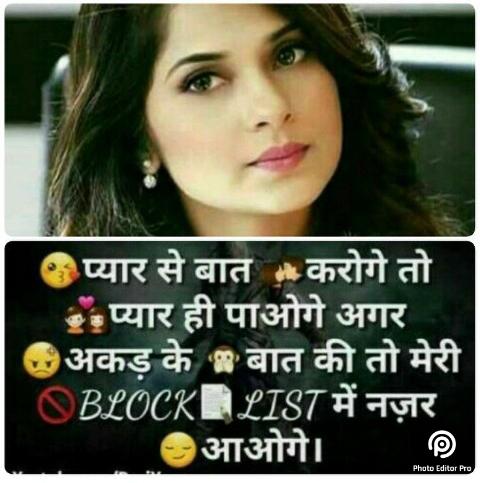 😘प्यार से बात 🔥करोगे तो
💑प्यार ही पाओगे अगर
😠अकड़ के 🙊बात की तो मेरी
🚫BLOCK📄LIST में नज़र
😏आओगे।
Photo Editor Pro